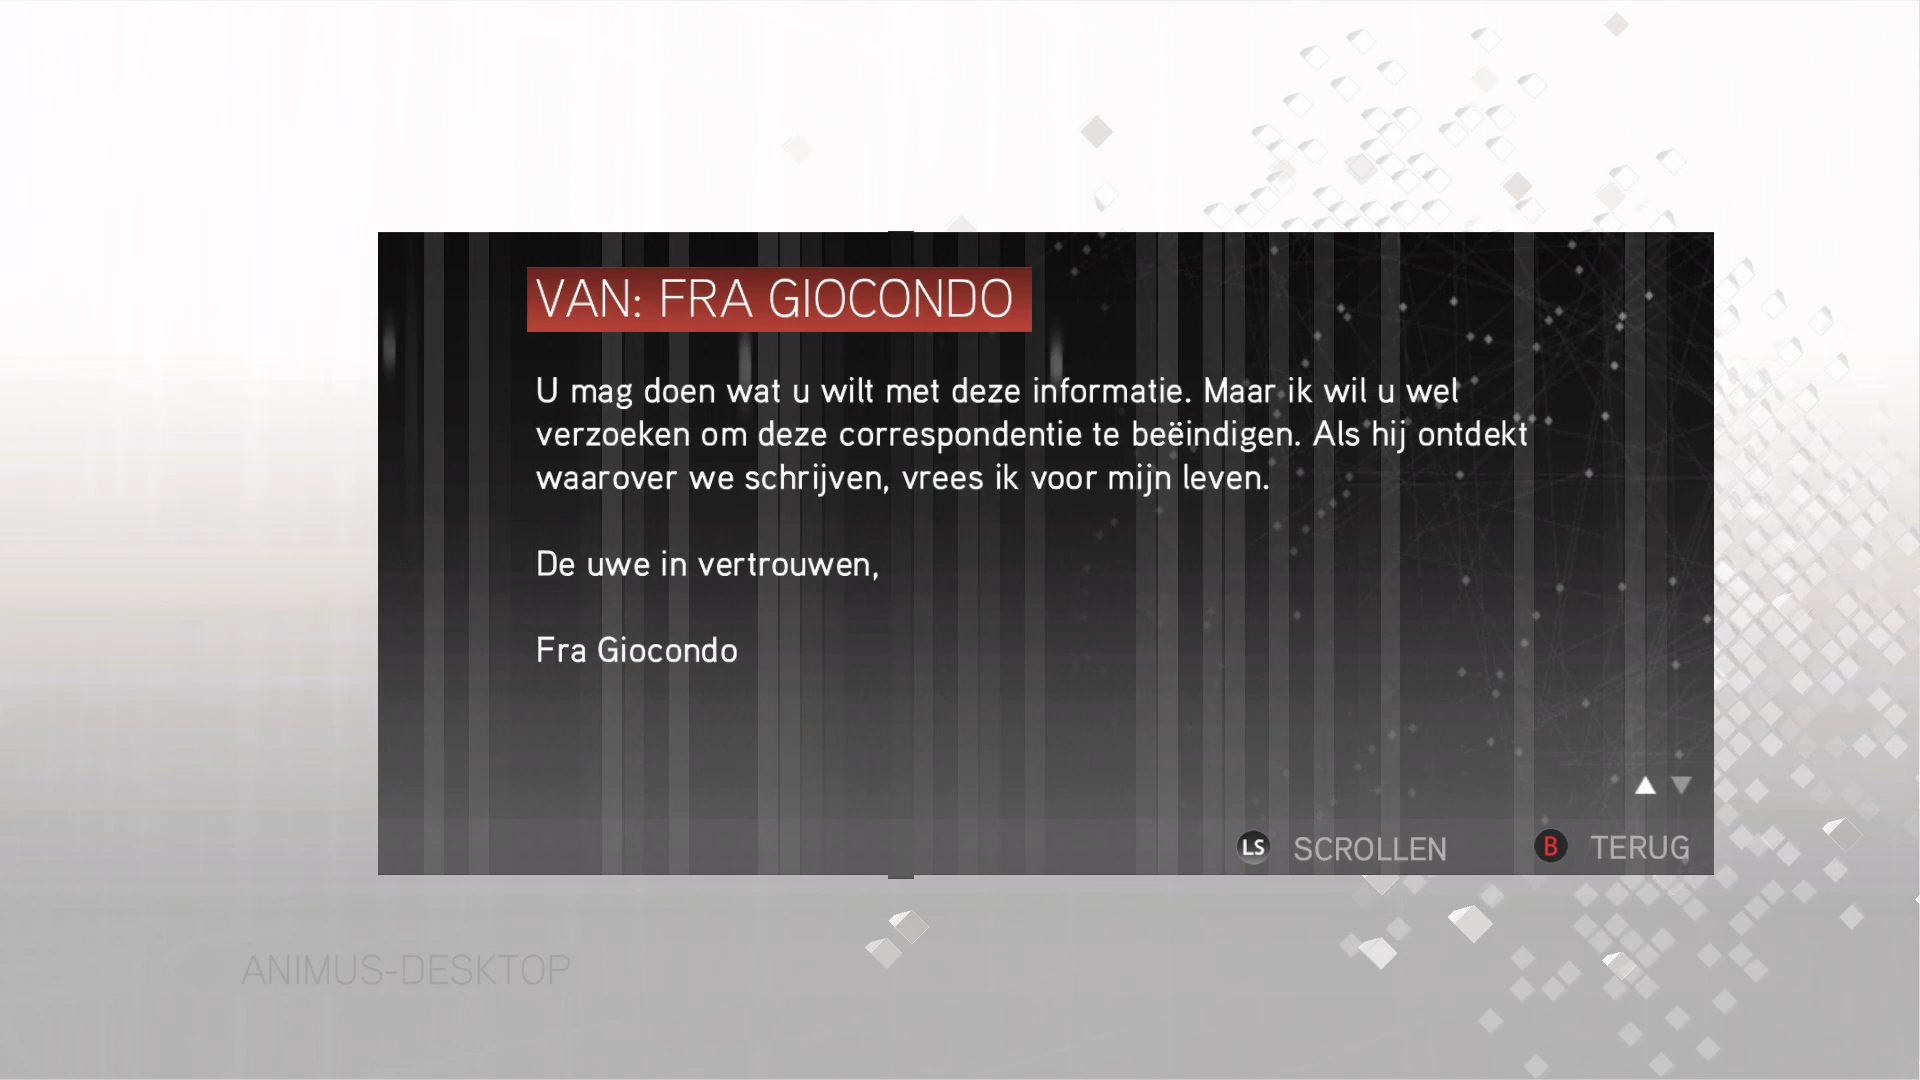 VAN: FRA GIOCONDO
U mag doen wat u wilt met deze informatie. Maar ik wil u wel
verzoeken om deze correspondentie te beëindigen. Als hij ontdekt
waarover we schrijven, vrees ik voor mijn leven.
De uwe in vertrouwen,
Fra Giocondo
LS SCROLLEN B TERUG
ANIMUS-DESKTOP